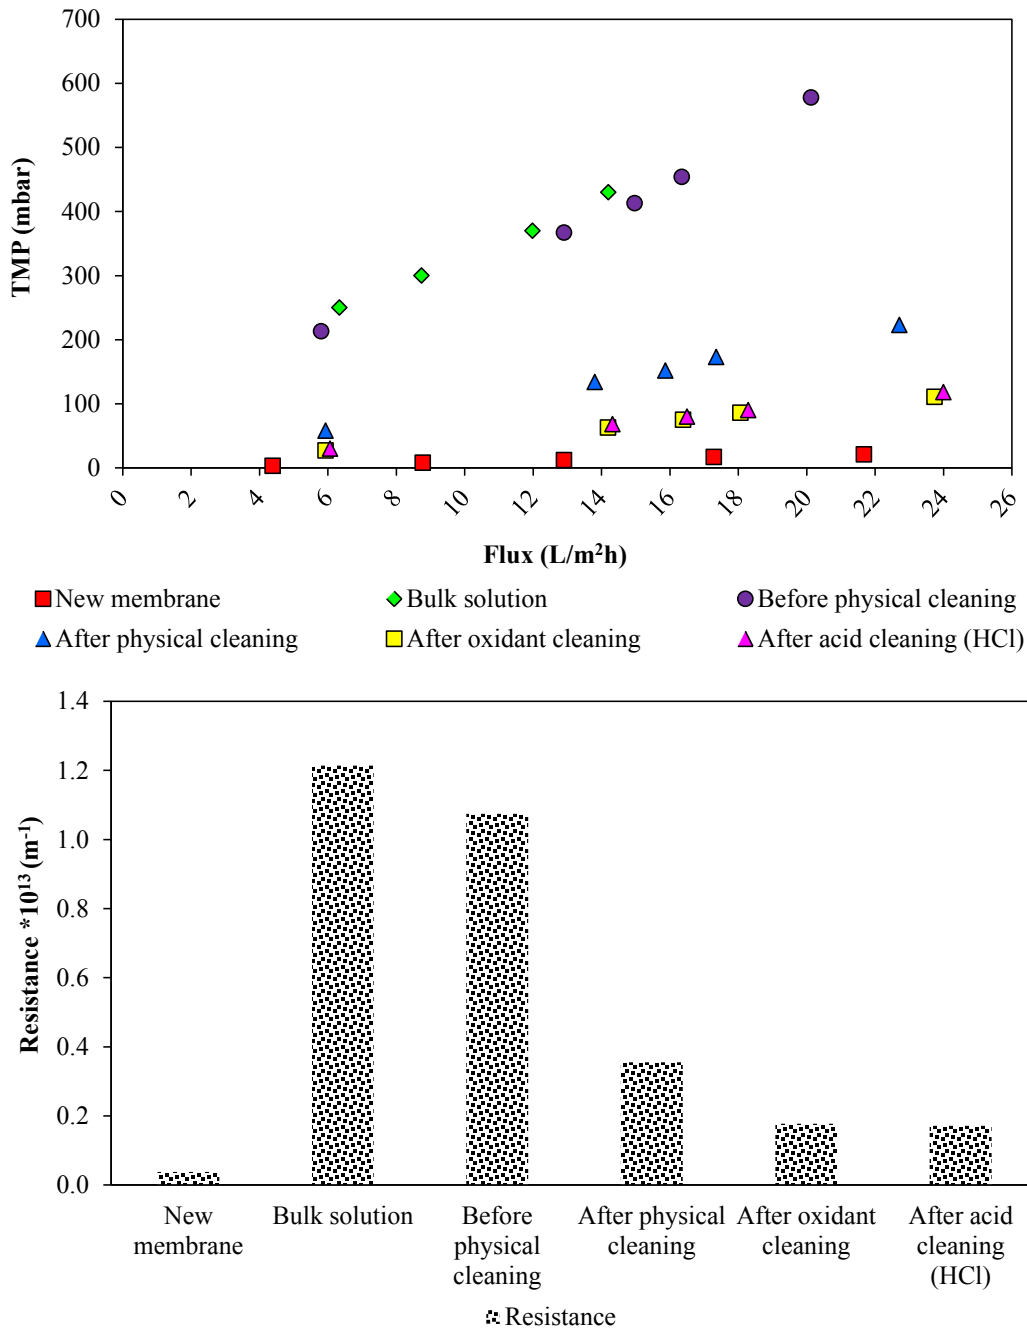 700
600
500
400
300
200
100
0
TMP (mbar)
0 2 4 6 8 10 12 14 16 18 20 22 24 26
Flux (L/m²h)
New membrane Bulk solution Before physical cleaning
After physical cleaning After oxidant cleaning After acid cleaning (HCl)
1.4
1.2
1.0
0.8
0.6
0.4
0.2
0.0
Resistance *10¹³ (m⁻¹)
New Bulk solution Before After physical After oxidant After acid
membrane physical cleaning cleaning cleaning
cleaning (HCl)
Resistance